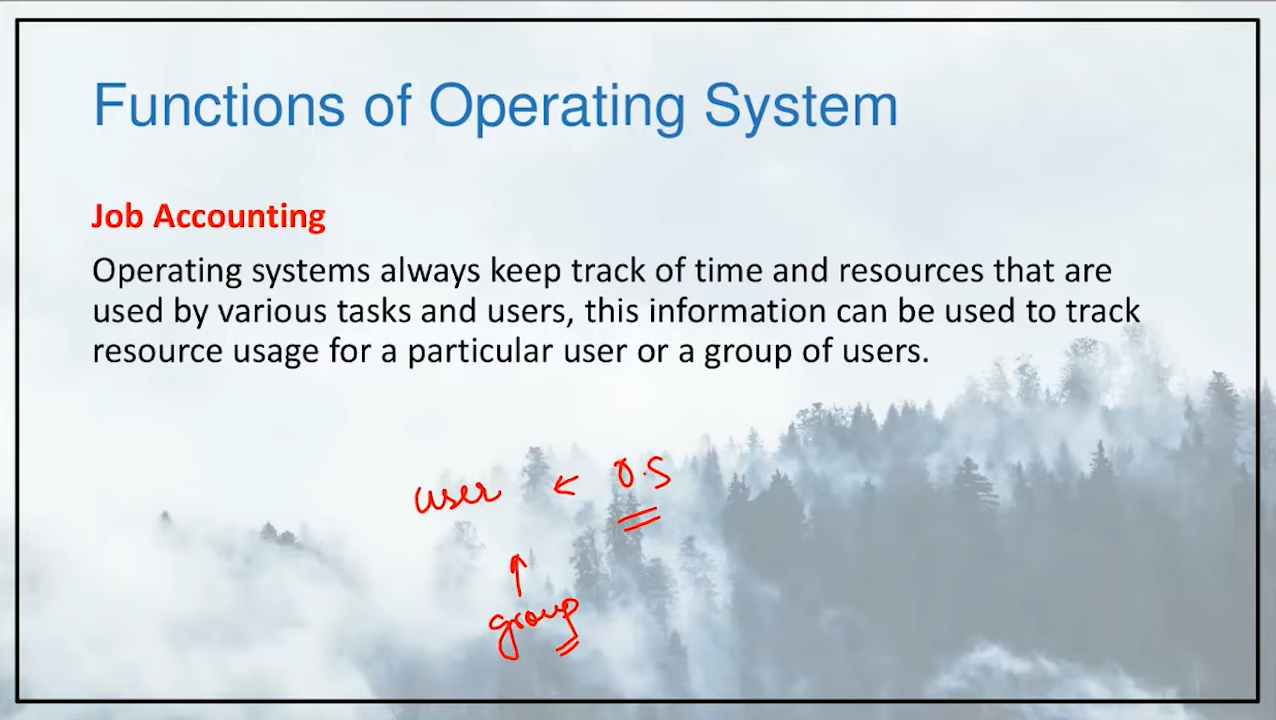 Functions of Operating System
Job Accounting
Operating systems always keep track of time and resources that are
used by various tasks and users, this information can be used to track
resource usage for a particular user or a group of users.
user ← O.S
↑
group